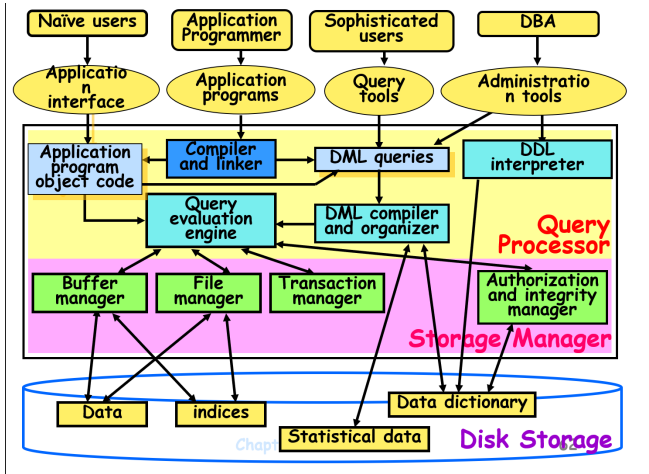 Naïve users
Application
Programmer
Sophisticated
users
DBA
Applicatio
n
interface
Application
programs
Query
tools
Administratio
n tools
Application
program
object code
Compiler
and linker
DML queries
DDL
interpreter
Query
evaluation
engine
DML compiler
and organizer
Query
Processor
Buffer
manager
File
manager
Transaction
manager
Authorization
and integrity
manager
Storage Manager
Data
indices
Data dictionary
Statistical data
Disk Storage